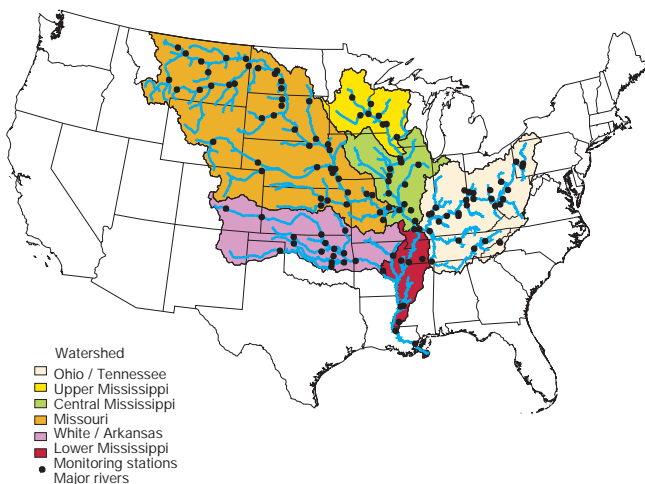 Watershed
Ohio / Tennessee
Upper Mississippi
Central Mississippi
Missouri
White / Arkansas
Lower Mississippi
Monitoring stations
Major rivers